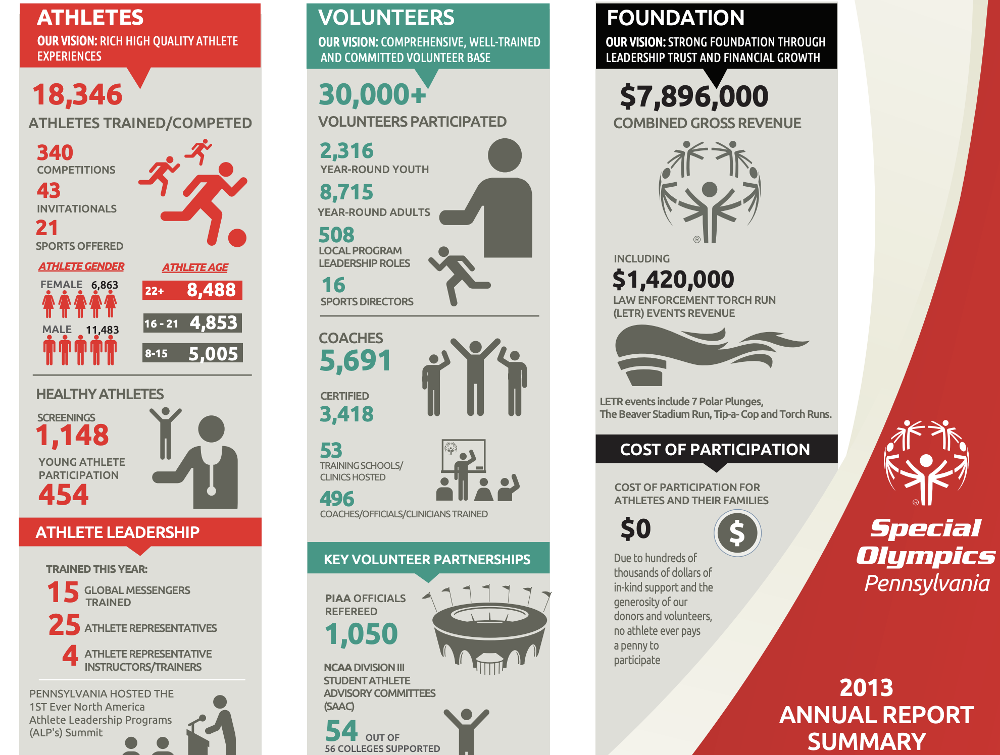 ATHLETES
OUR VISION: RICH HIGH QUALITY ATHLETE
EXPERIENCES
18,346
ATHLETES TRAINED/COMPETED
340
COMPETITIONS
43
INVITATIONALS
21
SPORTS OFFERED
ATHLETE GENDER
FEMALE 6,863
MALE 11,483
ATHLETE AGE
22+ 8,488
16 - 21 4,853
8-15 5,005
HEALTHY ATHLETES
SCREENINGS
1,148
YOUNG ATHLETE
PARTICIPATION
454
ATHLETE LEADERSHIP
TRAINED THIS YEAR:
15 GLOBAL MESSENGERS
TRAINED
25 ATHLETE REPRESENTATIVES
4 ATHLETE REPRESENTATIVE
INSTRUCTORS/TRAINERS
PENNSYLVANIA HOSTED THE
1ST Ever North America
Athlete Leadership Programs
(ALP's) Summit
VOLUNTEERS
OUR VISION: COMPREHENSIVE, WELL-TRAINED
AND COMMITTED VOLUNTEER BASE
30,000+
VOLUNTEERS PARTICIPATED
2,316
YEAR-ROUND YOUTH
8,715
YEAR-ROUND ADULTS
508
LOCAL PROGRAM
LEADERSHIP ROLES
16
SPORTS DIRECTORS
COACHES
5,691
CERTIFIED
3,418
53
TRAINING SCHOOLS/
CLINICS HOSTED
496
COACHES/OFFICIALS/CLINICIANS TRAINED
KEY VOLUNTEER PARTNERSHIPS
PIAA OFFICIALS
REFEREED
1,050
NCAA DIVISION III
STUDENT ATHLETE
ADVISORY COMMITTEES
(SAAC)
54 OUT OF
56 COLLEGES SUPPORTED
FOUNDATION
OUR VISION: STRONG FOUNDATION THROUGH
LEADERSHIP TRUST AND FINANCIAL GROWTH
$7,896,000
COMBINED GROSS REVENUE
®
INCLUDING
$1,420,000
LAW ENFORCEMENT TORCH RUN
(LETR) EVENTS REVENUE
LETR events include 7 Polar Plunges,
The Beaver Stadium Run, Tip-a- Cop and Torch Runs.
COST OF PARTICIPATION
COST OF PARTICIPATION FOR
ATHLETES AND THEIR FAMILIES
$0
$
Due to hundreds of
thousands of dollars of
in-kind support and the
generosity of our
donors and volunteers,
no athlete ever pays
a penny to
participate
®
Special
Olympics
Pennsylvania
2013
ANNUAL REPORT
SUMMARY